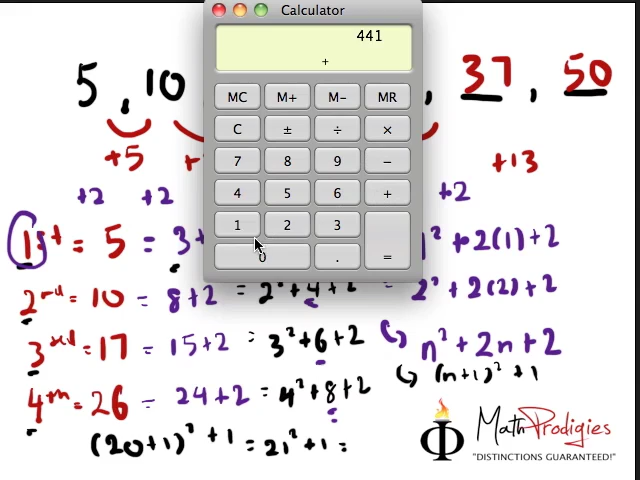 Calculator
441
+
MC M+ M- MR
C ± ÷ ×
7 8 9 −
4 5 6 +
1 2 3
0 . =
5, 10 , 37, 50
+5 +13
+2 +2 +2
1st = 5 = 3+ ² + 2(1) + 2
2nd = 10 = 8+2 = 2² + 4 + 2 = 2² + 2(2) + 2
3rd = 17 = 15+2 = 3² + 6 + 2 ↳ n² + 2n + 2
4th = 26 = 24+2 = 4² + 8 + 2 ↳ (n+1)² + 1
(20+1)² + 1 = 21² + 1 =
Math Prodigies
"DISTINCTIONS GUARANTEED!"